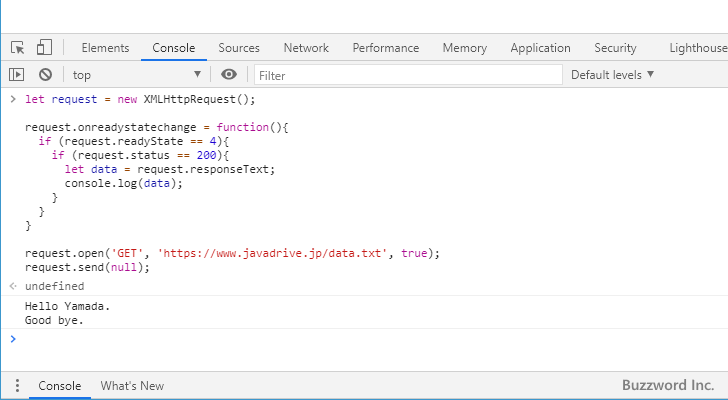 Elements Console Sources Network Performance Memory Application Security Lighthouse
top Filter Default levels
let request = new XMLHttpRequest();
request.onreadystatechange = function(){
if (request.readyState == 4){
if (request.status == 200){
let data = request.responseText;
console.log(data);
}
}
}
request.open('GET', 'https://www.javadrive.jp/data.txt', true);
request.send(null);
undefined
Hello Yamada.
Good bye.
Console What's New
Buzzword Inc.